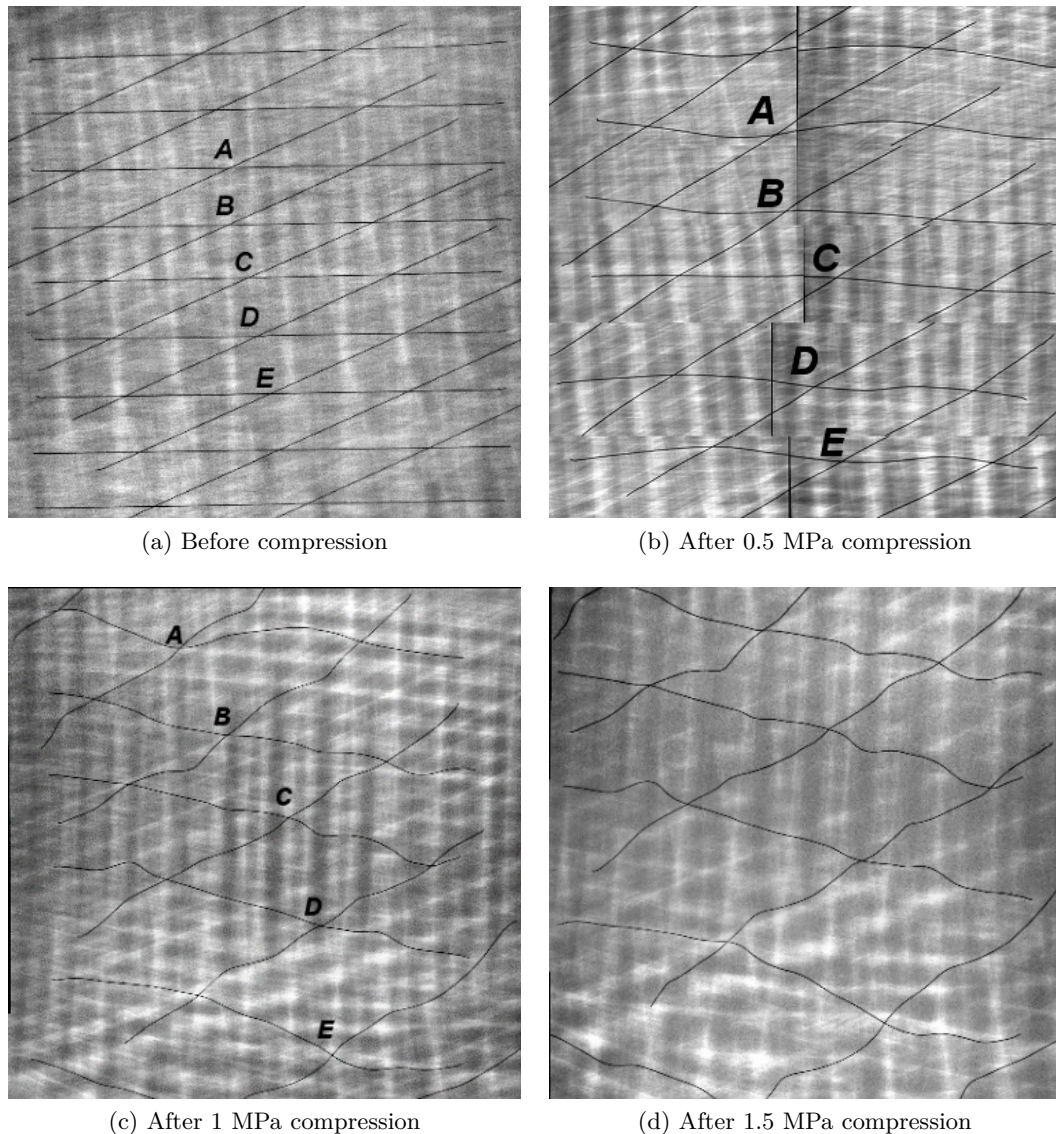 A
B
C
D
E
A
B
C
D
E
(a) Before compression
(b) After 0.5 MPa compression
A
B
C
D
E
(c) After 1 MPa compression
(d) After 1.5 MPa compression